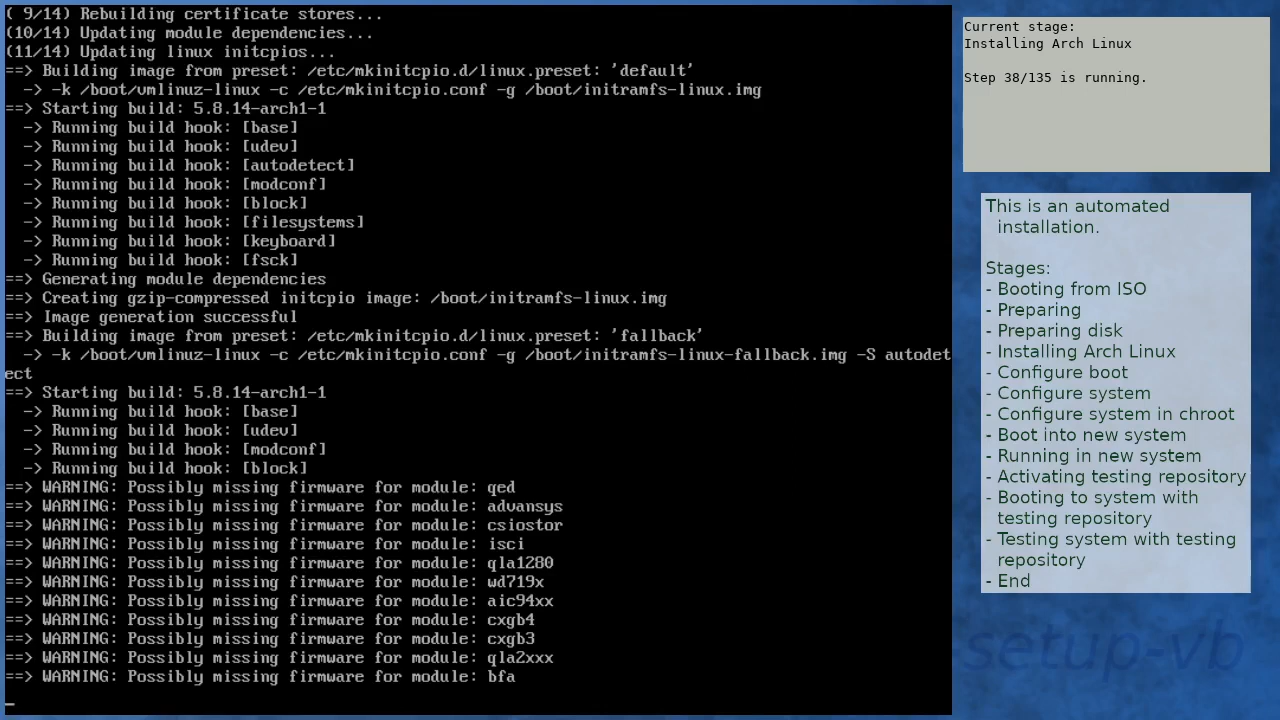 ( 9/14) Rebuilding certificate stores...
(10/14) Updating module dependencies...
(11/14) Updating linux initcpios...
==> Building image from preset: /etc/mkinitcpio.d/linux.preset: 'default'
  -> -k /boot/vmlinuz-linux -c /etc/mkinitcpio.conf -g /boot/initramfs-linux.img
==> Starting build: 5.8.14-arch1-1
  -> Running build hook: [base]
  -> Running build hook: [udev]
  -> Running build hook: [autodetect]
  -> Running build hook: [modconf]
  -> Running build hook: [block]
  -> Running build hook: [filesystems]
  -> Running build hook: [keyboard]
  -> Running build hook: [fsck]
==> Generating module dependencies
==> Creating gzip-compressed initcpio image: /boot/initramfs-linux.img
==> Image generation successful
==> Building image from preset: /etc/mkinitcpio.d/linux.preset: 'fallback'
  -> -k /boot/vmlinuz-linux -c /etc/mkinitcpio.conf -g /boot/initramfs-linux-fallback.img -S autodet
ect
==> Starting build: 5.8.14-arch1-1
  -> Running build hook: [base]
  -> Running build hook: [udev]
  -> Running build hook: [modconf]
  -> Running build hook: [block]
==> WARNING: Possibly missing firmware for module: qed
==> WARNING: Possibly missing firmware for module: advansys
==> WARNING: Possibly missing firmware for module: csiostor
==> WARNING: Possibly missing firmware for module: isci
==> WARNING: Possibly missing firmware for module: qla1280
==> WARNING: Possibly missing firmware for module: wd719x
==> WARNING: Possibly missing firmware for module: aic94xx
==> WARNING: Possibly missing firmware for module: cxgb4
==> WARNING: Possibly missing firmware for module: cxgb3
==> WARNING: Possibly missing firmware for module: qla2xxx
==> WARNING: Possibly missing firmware for module: bfa
_
Current stage:
Installing Arch Linux
Step 38/135 is running.
This is an automated
installation.
Stages:
- Booting from ISO
- Preparing
- Preparing disk
- Installing Arch Linux
- Configure boot
- Configure system
- Configure system in chroot
- Boot into new system
- Running in new system
- Activating testing repository
- Booting to system with
testing repository
- Testing system with testing
repository
- End
setup-vb